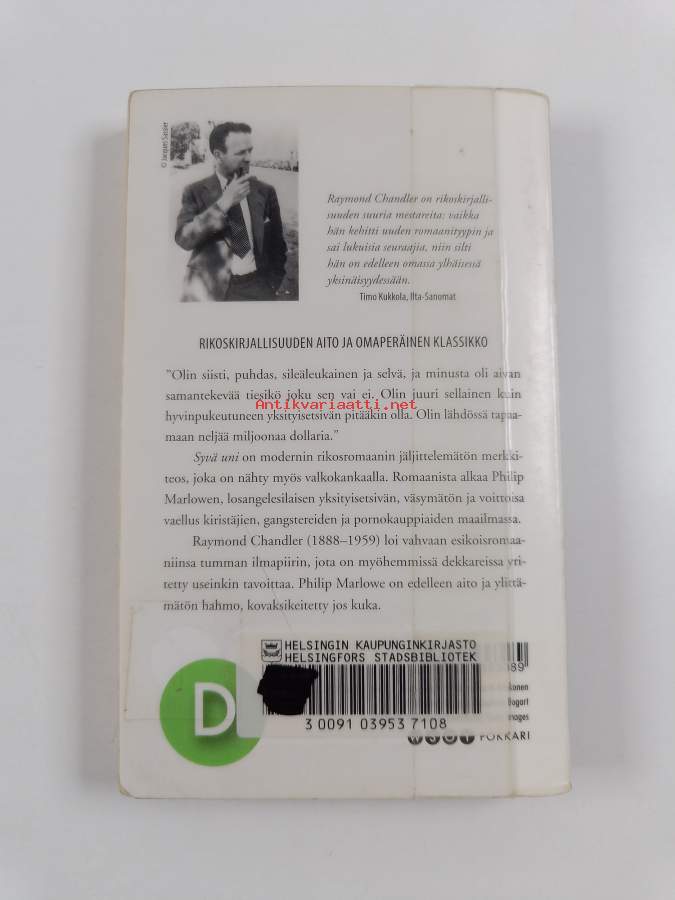 © Jacques Sassier
Raymond Chandler on rikoskirjalli-
suuden suuria mestareita: vaikka
hän kehitti uuden romaanityypin ja
sai lukuisia seuraajia, niin silti
hän on edelleen omassa ylhäisessä
yksinäisyydessään.
Timo Kukkola, Ilta-Sanomat
RIKOSKIRJALLISUUDEN AITO JA OMAPERÄINEN KLASSIKKO
”Olin siisti, puhdas, sileäleukainen ja selvä, ja minusta oli aivan
samantekevää tiesikö joku sen vai ei. Olin juuri sellainen kuin
Antikvariaatti.net
hyvinpukeutuneen yksityisetsivän pitääkin olla. Olin lähdössä tapaa-
maan neljää miljoonaa dollaria.”
Syvä uni on modernin rikosromaanin jäljittelemätön merkki-
teos, joka on nähty myös valkokankaalla. Romaanista alkaa Philip
Marlowen, losangelesilaisen yksityisetsivän, väsymätön ja voittoisa
vaellus kiristäjien, gangstereiden ja pornokauppiaiden maailmassa.
Raymond Chandler (1888–1959) loi vahvaan esikoisromaa-
niinsa tumman ilmapiirin, jota on myöhemmissä dekkareissa yri-
tetty useinkin tavoittaa. Philip Marlowe on edelleen aito ja ylittä-
mätön hahmo, kovaksikeitetty jos kuka.
HELSINGIN KAUPUNGINKIRJASTO
HELSINGFORS STADSBIBLIOTEK
089
D
Bogart
mages
3 0091 03953 7108
WSOY POKKARI